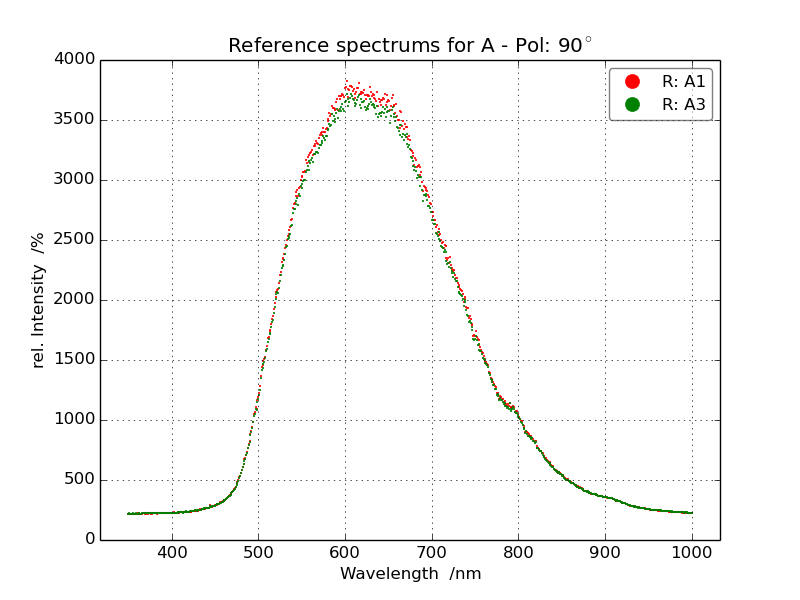 Reference spectrums for A - Pol: 90°
4000
3500
3000
2500
2000
1500
1000
500
0
rel. Intensity /%
R: A1
R: A3
400 500 600 700 800 900 1000
Wavelength /nm